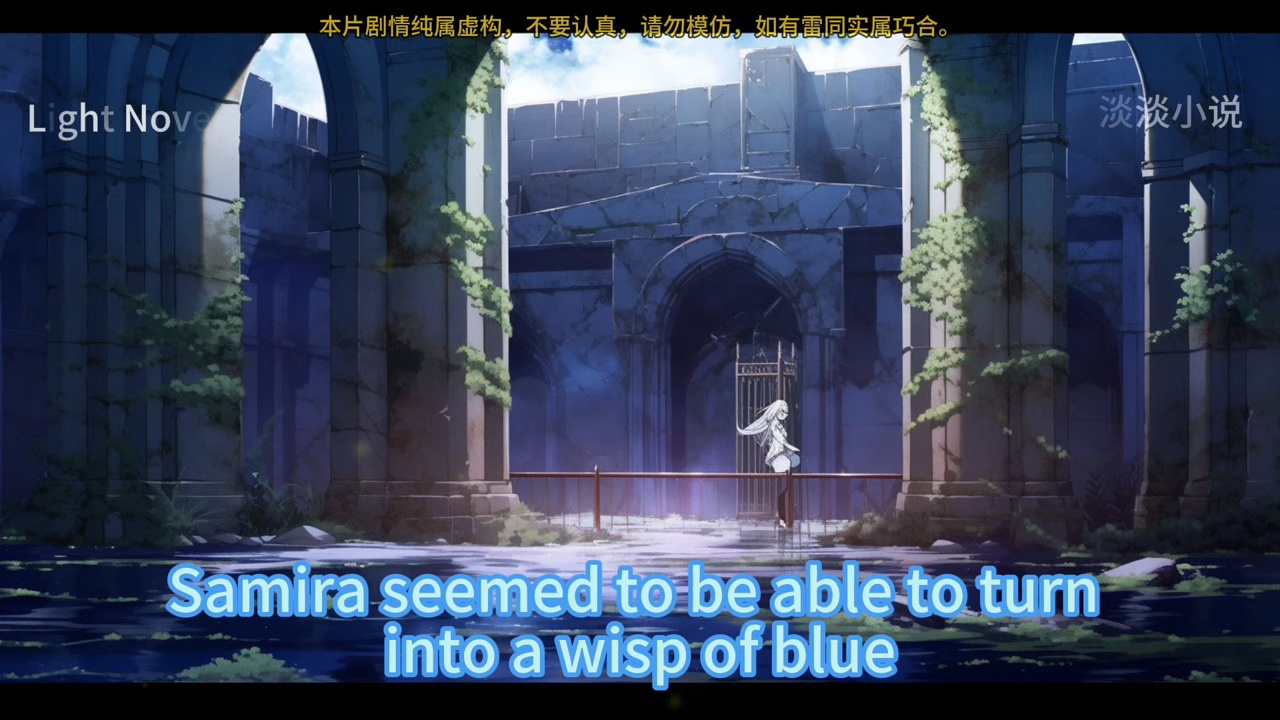 本片剧情纯属虚构，不要认真，请勿模仿，如有雷同实属巧合。
Light Nove
淡淡小说
Samira seemed to be able to turn
into a wisp of blue